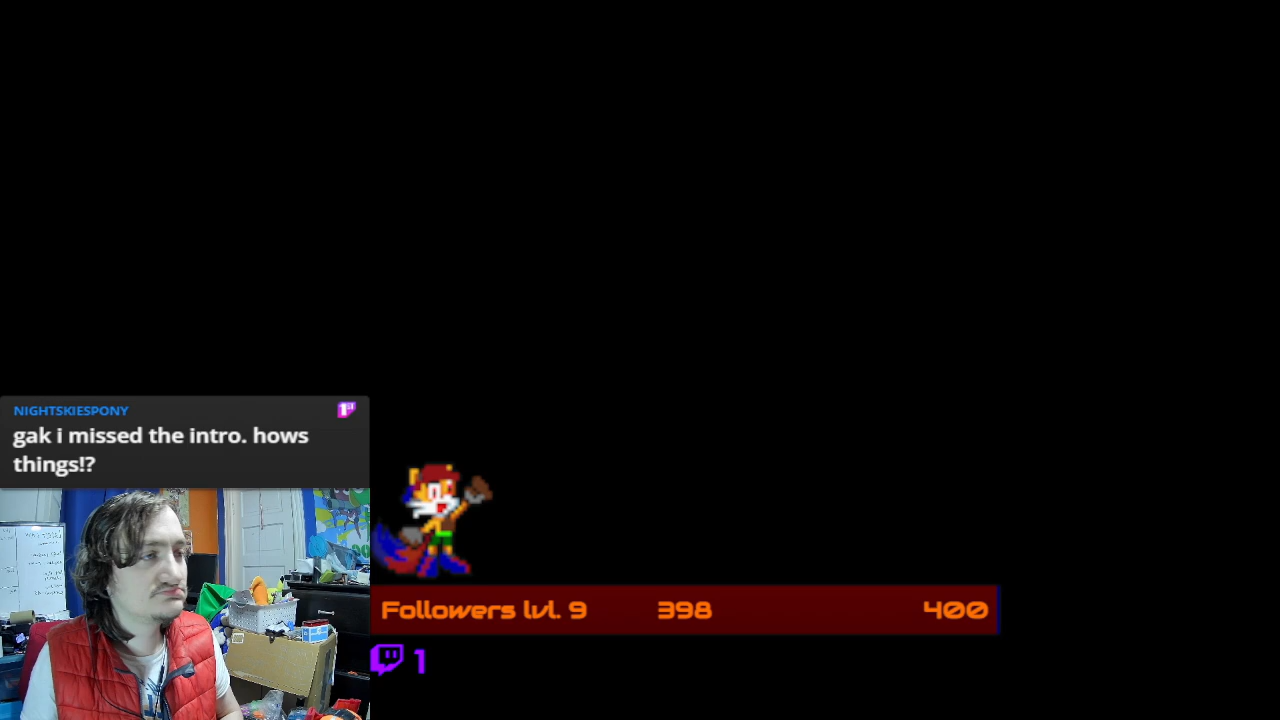 NIGHTSKIESPONY
gak i missed the intro. hows
things!?
Followers lvl. 9 398 400
1